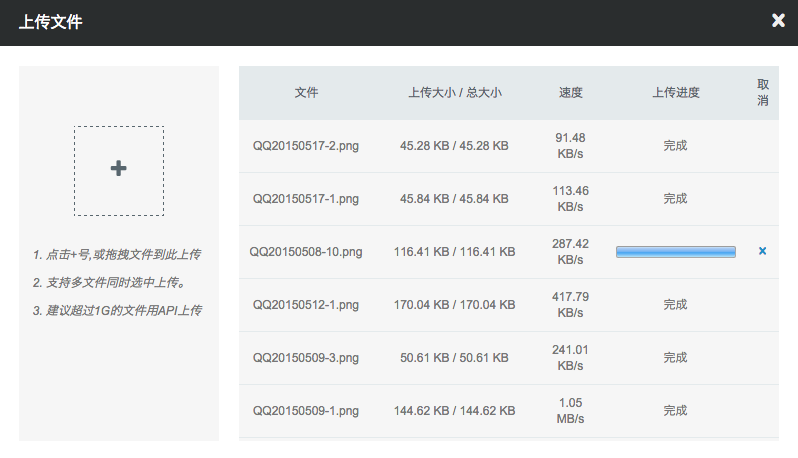 上传文件
1. 点击+号,或拖拽文件到此上传
2. 支持多文件同时选中上传。
3. 建议超过1G的文件用API上传
文件 上传大小 / 总大小 速度 上传进度 取消
QQ20150517-2.png 45.28 KB / 45.28 KB 91.48 KB/s 完成
QQ20150517-1.png 45.84 KB / 45.84 KB 113.46 KB/s 完成
QQ20150508-10.png 116.41 KB / 116.41 KB 287.42 KB/s
QQ20150512-1.png 170.04 KB / 170.04 KB 417.79 KB/s 完成
QQ20150509-3.png 50.61 KB / 50.61 KB 241.01 KB/s 完成
QQ20150509-1.png 144.62 KB / 144.62 KB 1.05 MB/s 完成